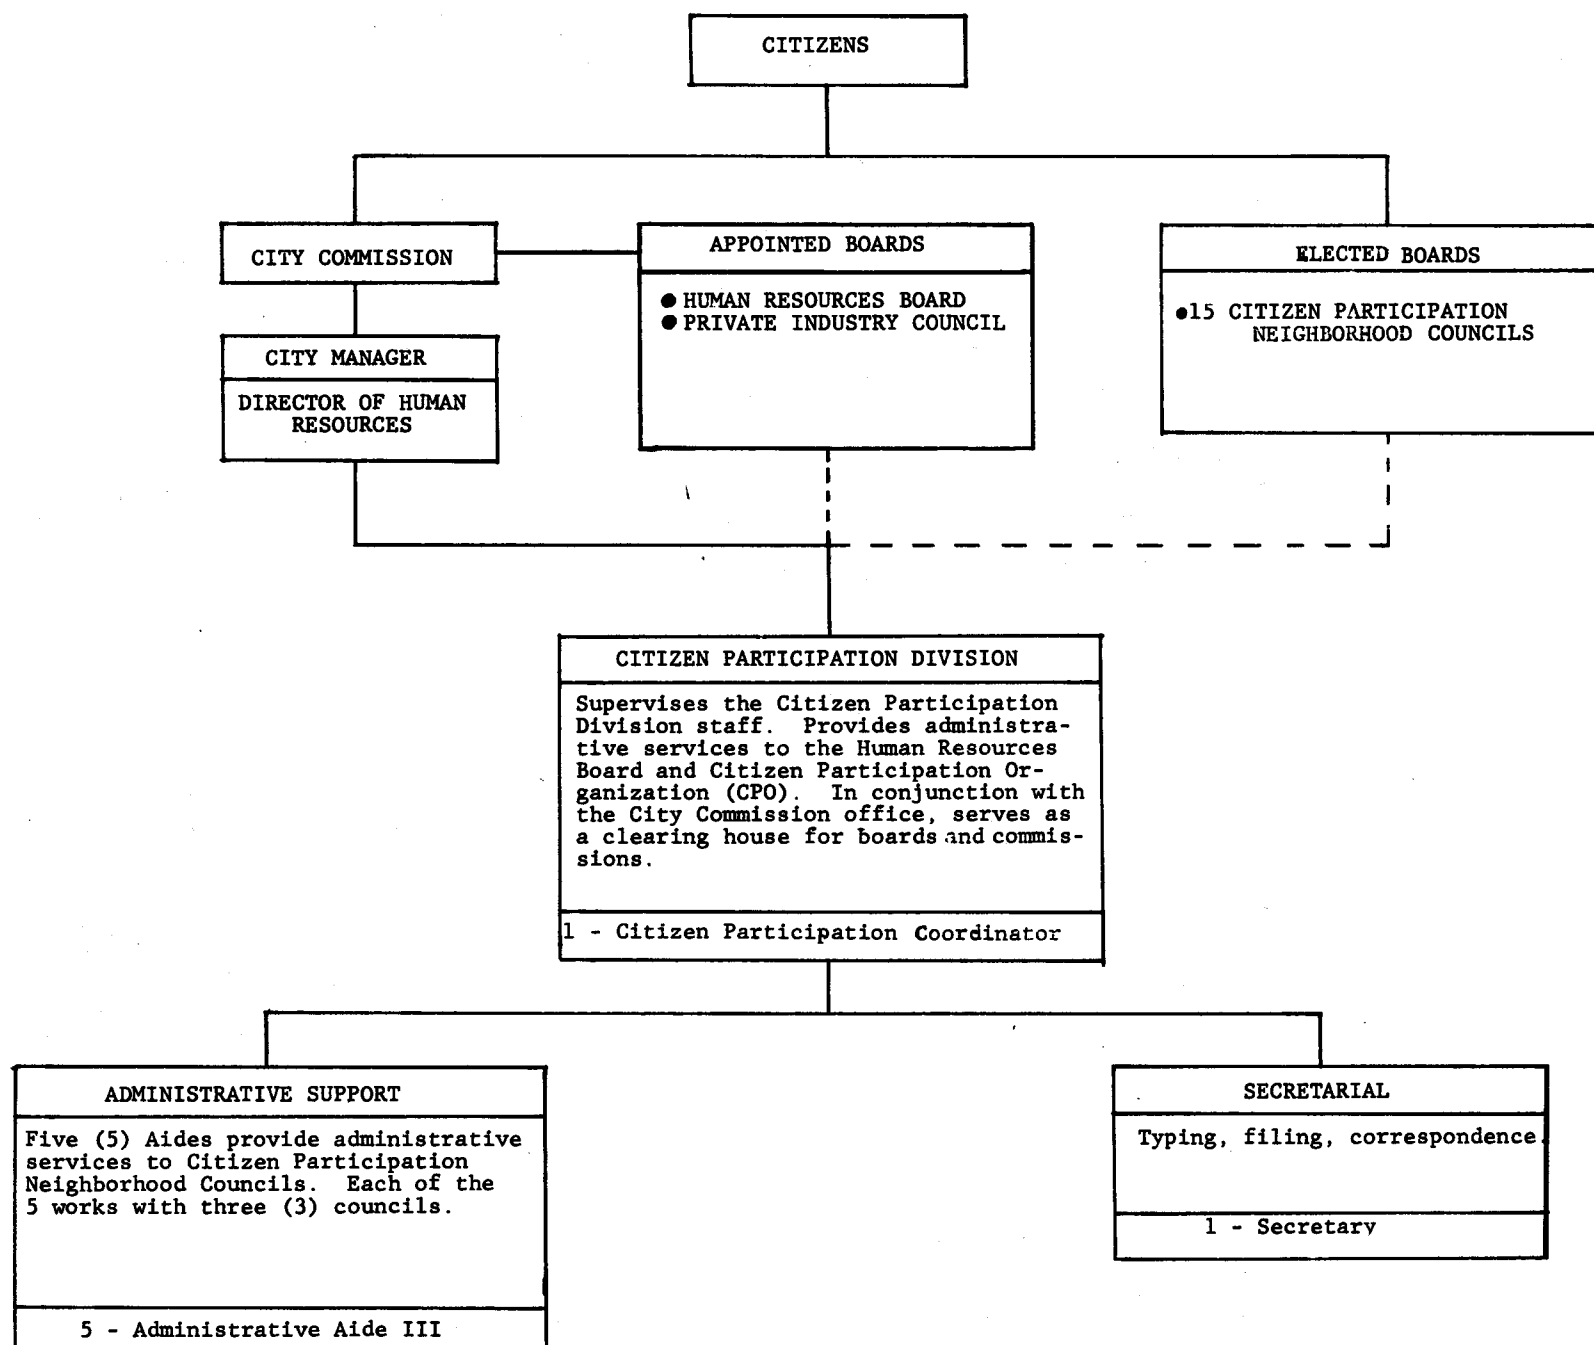 CITIZENS
CITY COMMISSION
APPOINTED BOARDS
● HUMAN RESOURCES BOARD
● PRIVATE INDUSTRY COUNCIL
ELECTED BOARDS
●15 CITIZEN PARTICIPATION
NEIGHBORHOOD COUNCILS
CITY MANAGER
DIRECTOR OF HUMAN
RESOURCES
CITIZEN PARTICIPATION DIVISION
Supervises the Citizen Participation
Division staff. Provides administra-
tive services to the Human Resources
Board and Citizen Participation Or-
ganization (CPO). In conjunction with
the City Commission office, serves as
a clearing house for boards and commis-
sions.
1 - Citizen Participation Coordinator
ADMINISTRATIVE SUPPORT
Five (5) Aides provide administrative
services to Citizen Participation
Neighborhood Councils. Each of the
5 works with three (3) councils.
5 - Administrative Aide III
SECRETARIAL
Typing, filing, correspondence.
1 - Secretary